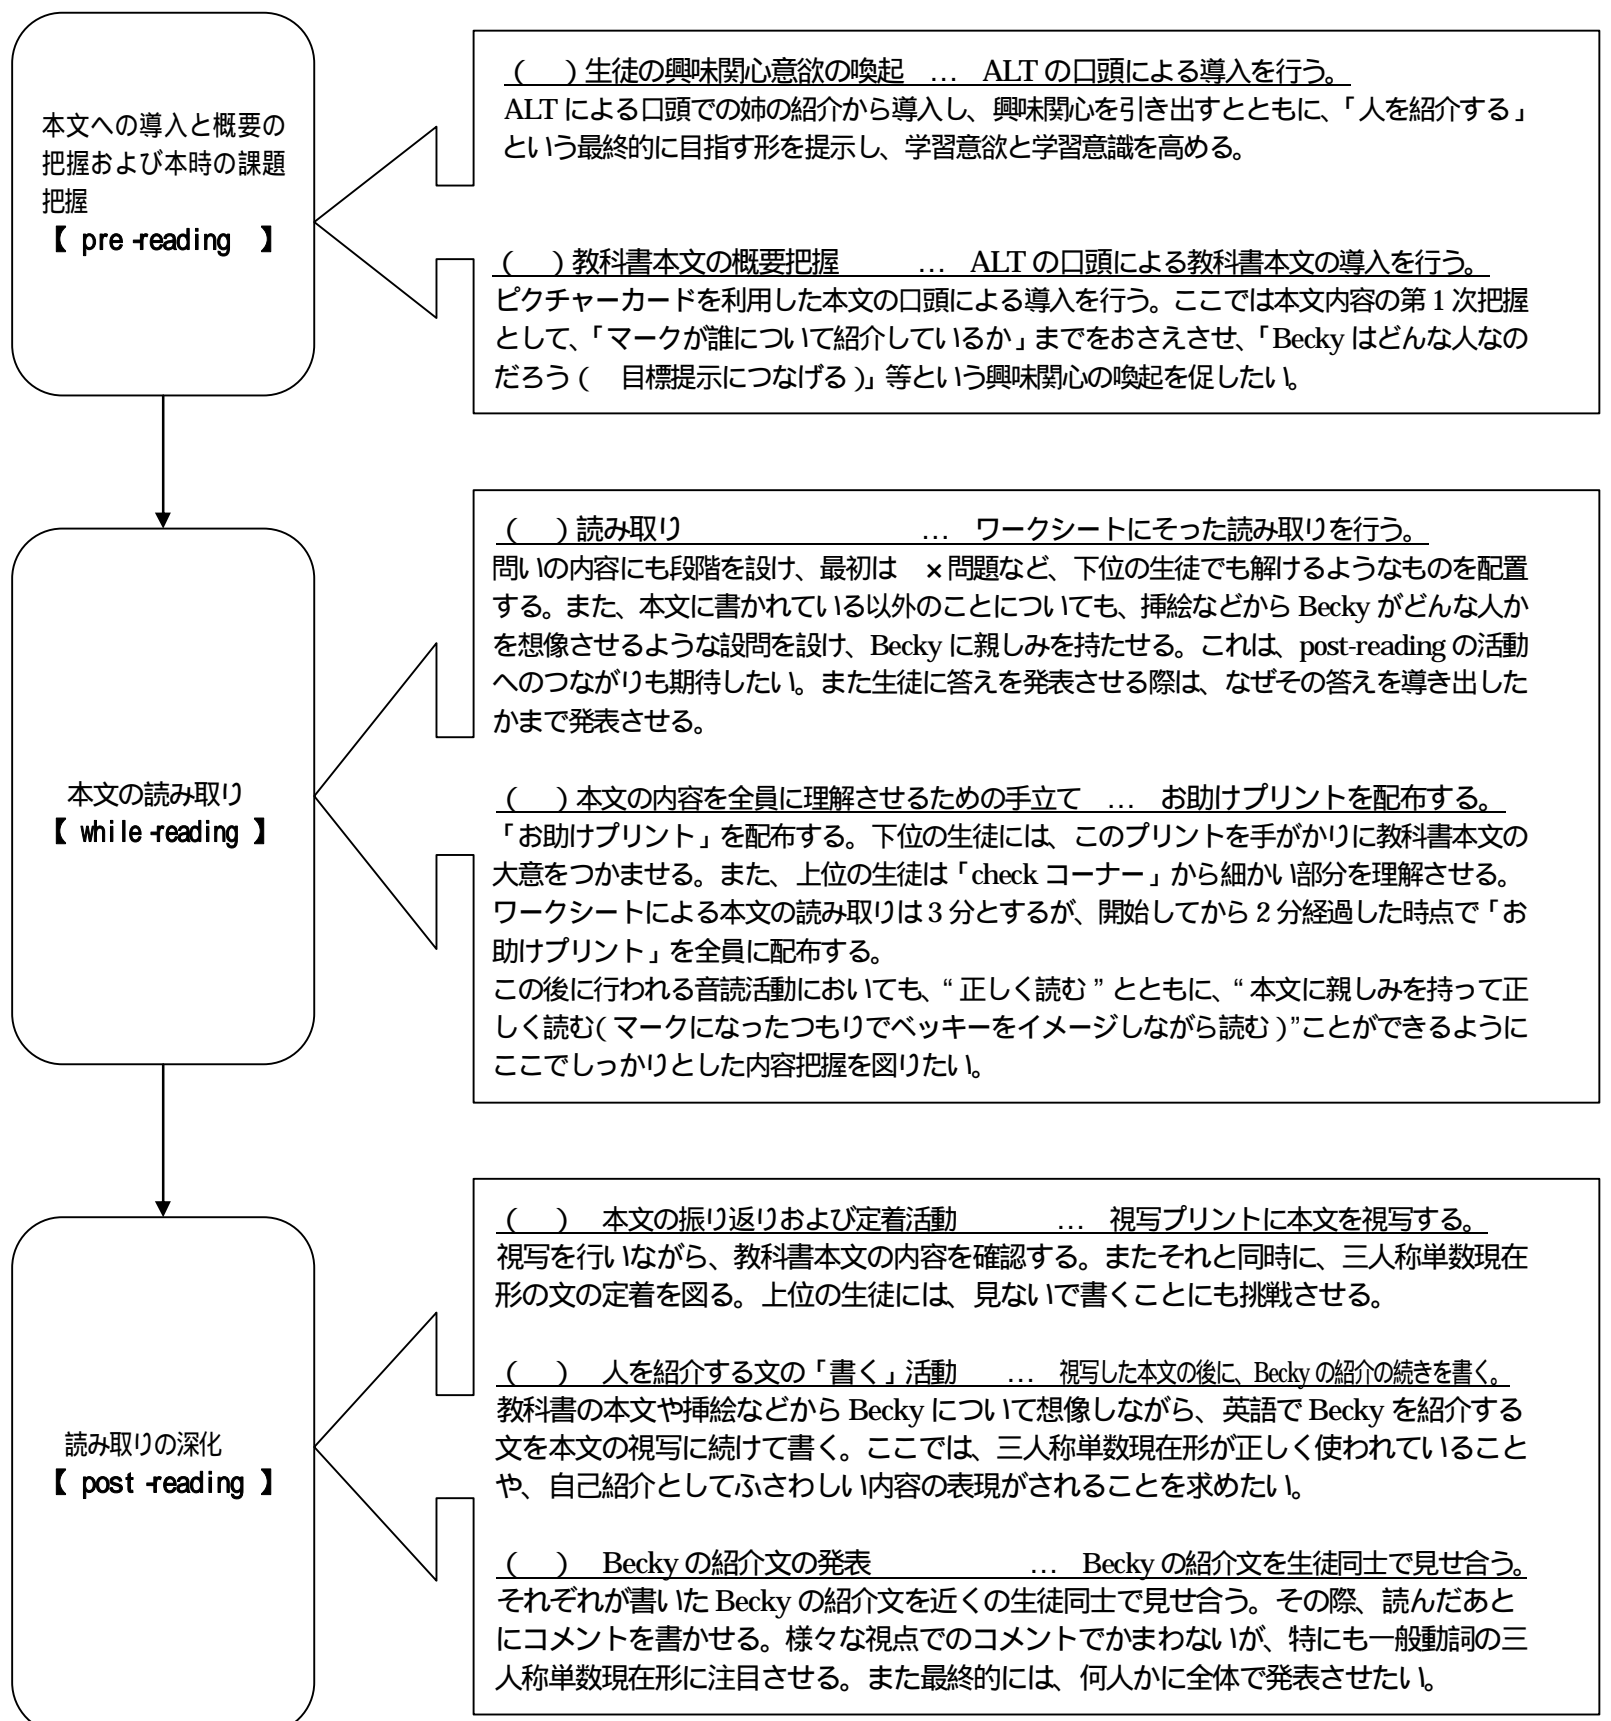 本文への導入と概要の
把握および本時の課題
把握
【 pre-reading 】
(　)生徒の興味関心意欲の喚起　…　ALT の口頭による導入を行う。
ALT による口頭での姉の紹介から導入し、興味関心を引き出すとともに、「人を紹介する」
という最終的に目指す形を提示し、学習意欲と学習意識を高める。
(　)教科書本文の概要把握　…　ALT の口頭による教科書本文の導入を行う。
ピクチャーカードを利用した本文の口頭による導入を行う。ここでは本文内容の第 1 次把握
として、「マークが誰について紹介しているか」までをおさえさせ、「Becky はどんな人なの
だろう (　目標提示につなげる)」等という興味関心の喚起を促したい。
本文の読み取り
【 while-reading 】
(　)読み取り　…　ワークシートにそった読み取りを行う。
問いの内容にも段階を設け、最初は　×問題など、下位の生徒でも解けるようなものを配置
する。また、本文に書かれている以外のことについても、挿絵などから Becky がどんな人か
を想像させるような設問を設け、Becky に親しみを持たせる。これは、post-reading の活動
へのつながりも期待したい。また生徒に答えを発表させる際は、なぜその答えを導き出した
かまで発表させる。
(　)本文の内容を全員に理解させるための手立て　…　お助けプリントを配布する。
「お助けプリント」を配布する。下位の生徒には、このプリントを手がかりに教科書本文の
大意をつかませる。また、上位の生徒は「check コーナー」から細かい部分を理解させる。
ワークシートによる本文の読み取りは 3 分とするが、開始してから 2 分経過した時点で「お
助けプリント」を全員に配布する。
この後に行われる音読活動においても、“正しく読む”とともに、“本文に親しみを持って正
しく読む(マークになったつもりでベッキーをイメージしながら読む)”ことができるように
ここでしっかりとした内容把握を図りたい。
読み取りの深化
【 post-reading 】
(　)　本文の振り返りおよび定着活動　…　視写プリントに本文を視写する。
視写を行いながら、教科書本文の内容を確認する。またそれと同時に、三人称単数現在
形の文の定着を図る。上位の生徒には、見ないで書くことにも挑戦させる。
(　)　人を紹介する文の「書く」活動　…　視写した本文の後に、Becky の紹介の続きを書く。
教科書の本文や挿絵などから Becky について想像しながら、英語で Becky を紹介する
文を本文の視写に続けて書く。ここでは、三人称単数現在形が正しく使われていること
や、自己紹介としてふさわしい内容の表現がされることを求めたい。
(　)　Becky の紹介文の発表　…　Becky の紹介文を生徒同士で見せ合う。
それぞれが書いた Becky の紹介文を近くの生徒同士で見せ合う。その際、読んだあと
にコメントを書かせる。様々な視点でのコメントでかまわないが、特にも一般動詞の三
人称単数現在形に注目させる。また最終的には、何人かに全体で発表させたい。